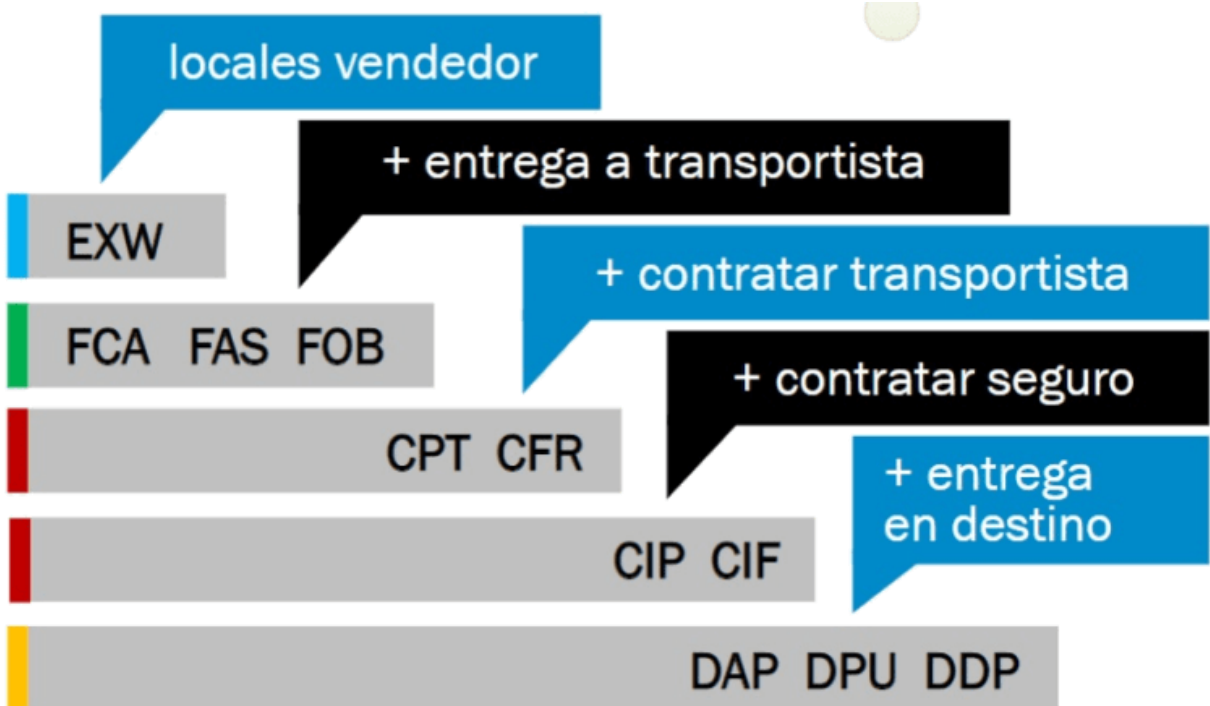 locales vendedor
+ entrega a transportista
EXW
+ contratar transportista
FCA FAS FOB
+ contratar seguro
CPT CFR
+ entrega
en destino
CIP CIF
DAP DPU DDP